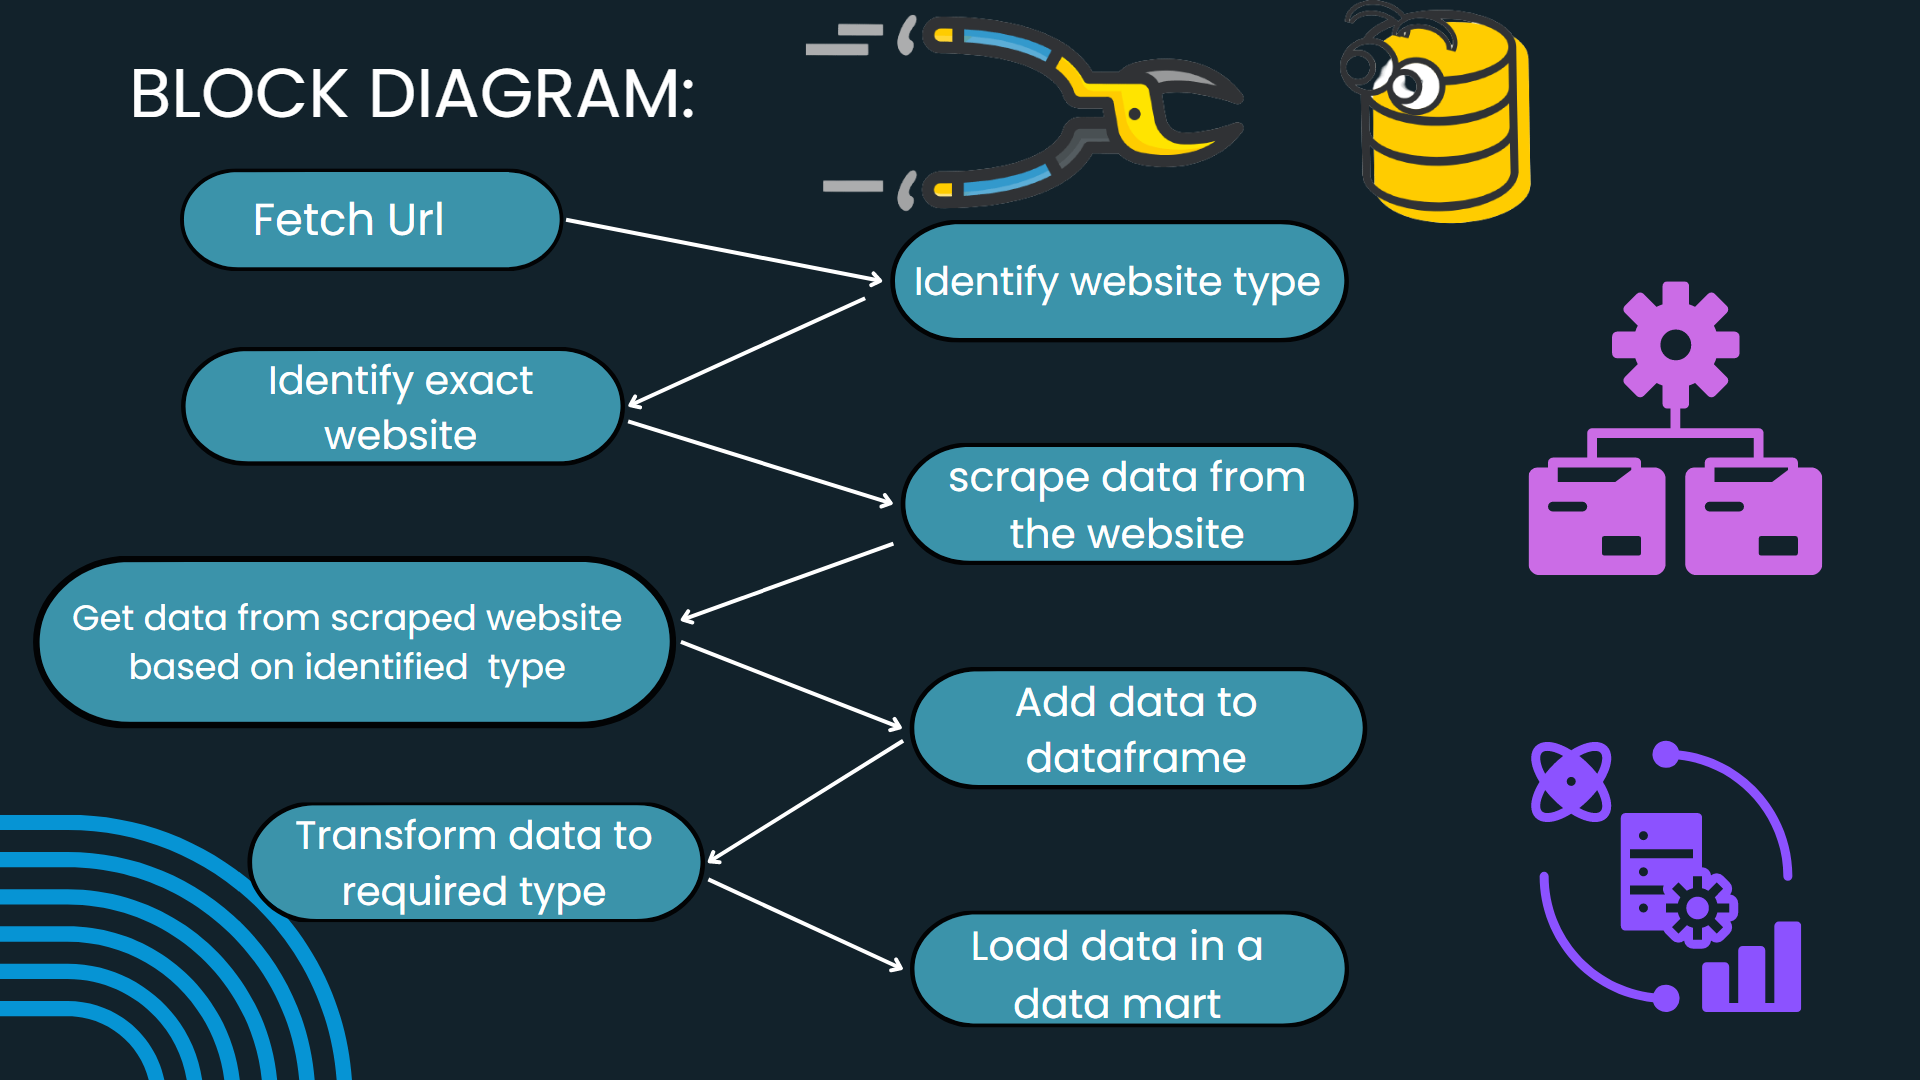 BLOCK DIAGRAM:
Fetch Url
Identify website type
Identify exact
website
scrape data from
the website
Get data from scraped website
based on identified  type
Add data to
dataframe
Transform data to
required type
Load data in a
data mart